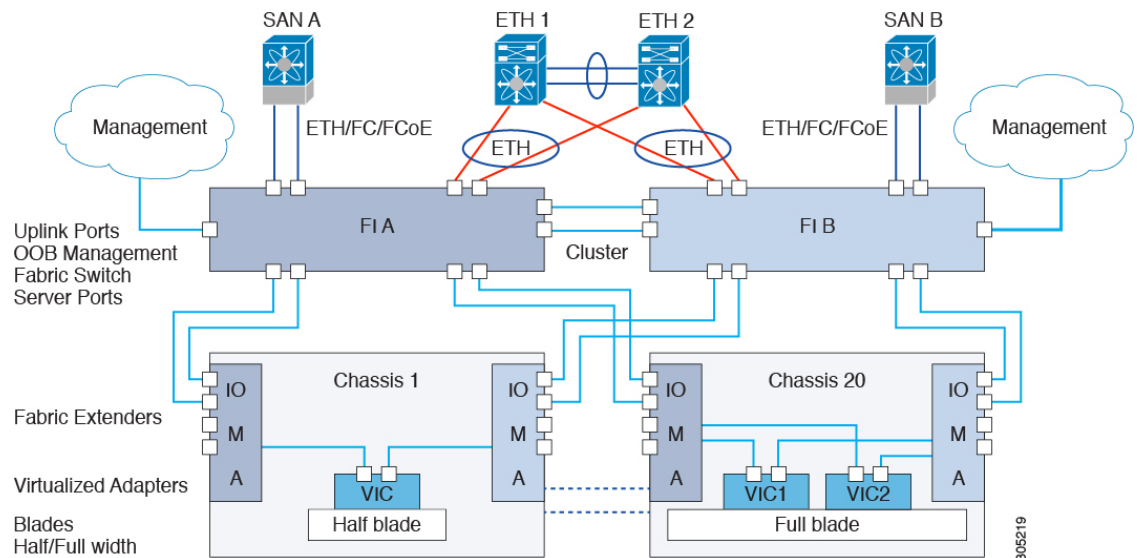 SAN A
ETH 1
ETH 2
SAN B
Management
ETH/FC/FCoE
ETH
ETH
ETH/FC/FCoE
Management
FI A
FI B
Uplink Ports
OOB Management
Fabric Switch
Server Ports
Cluster
Chassis 1
Chassis 20
IO
M
A
IO
M
A
IO
M
A
IO
M
A
Fabric Extenders
Virtualized Adapters
VIC
VIC1
VIC2
Half blade
Full blade
Blades
Half/Full width
305219